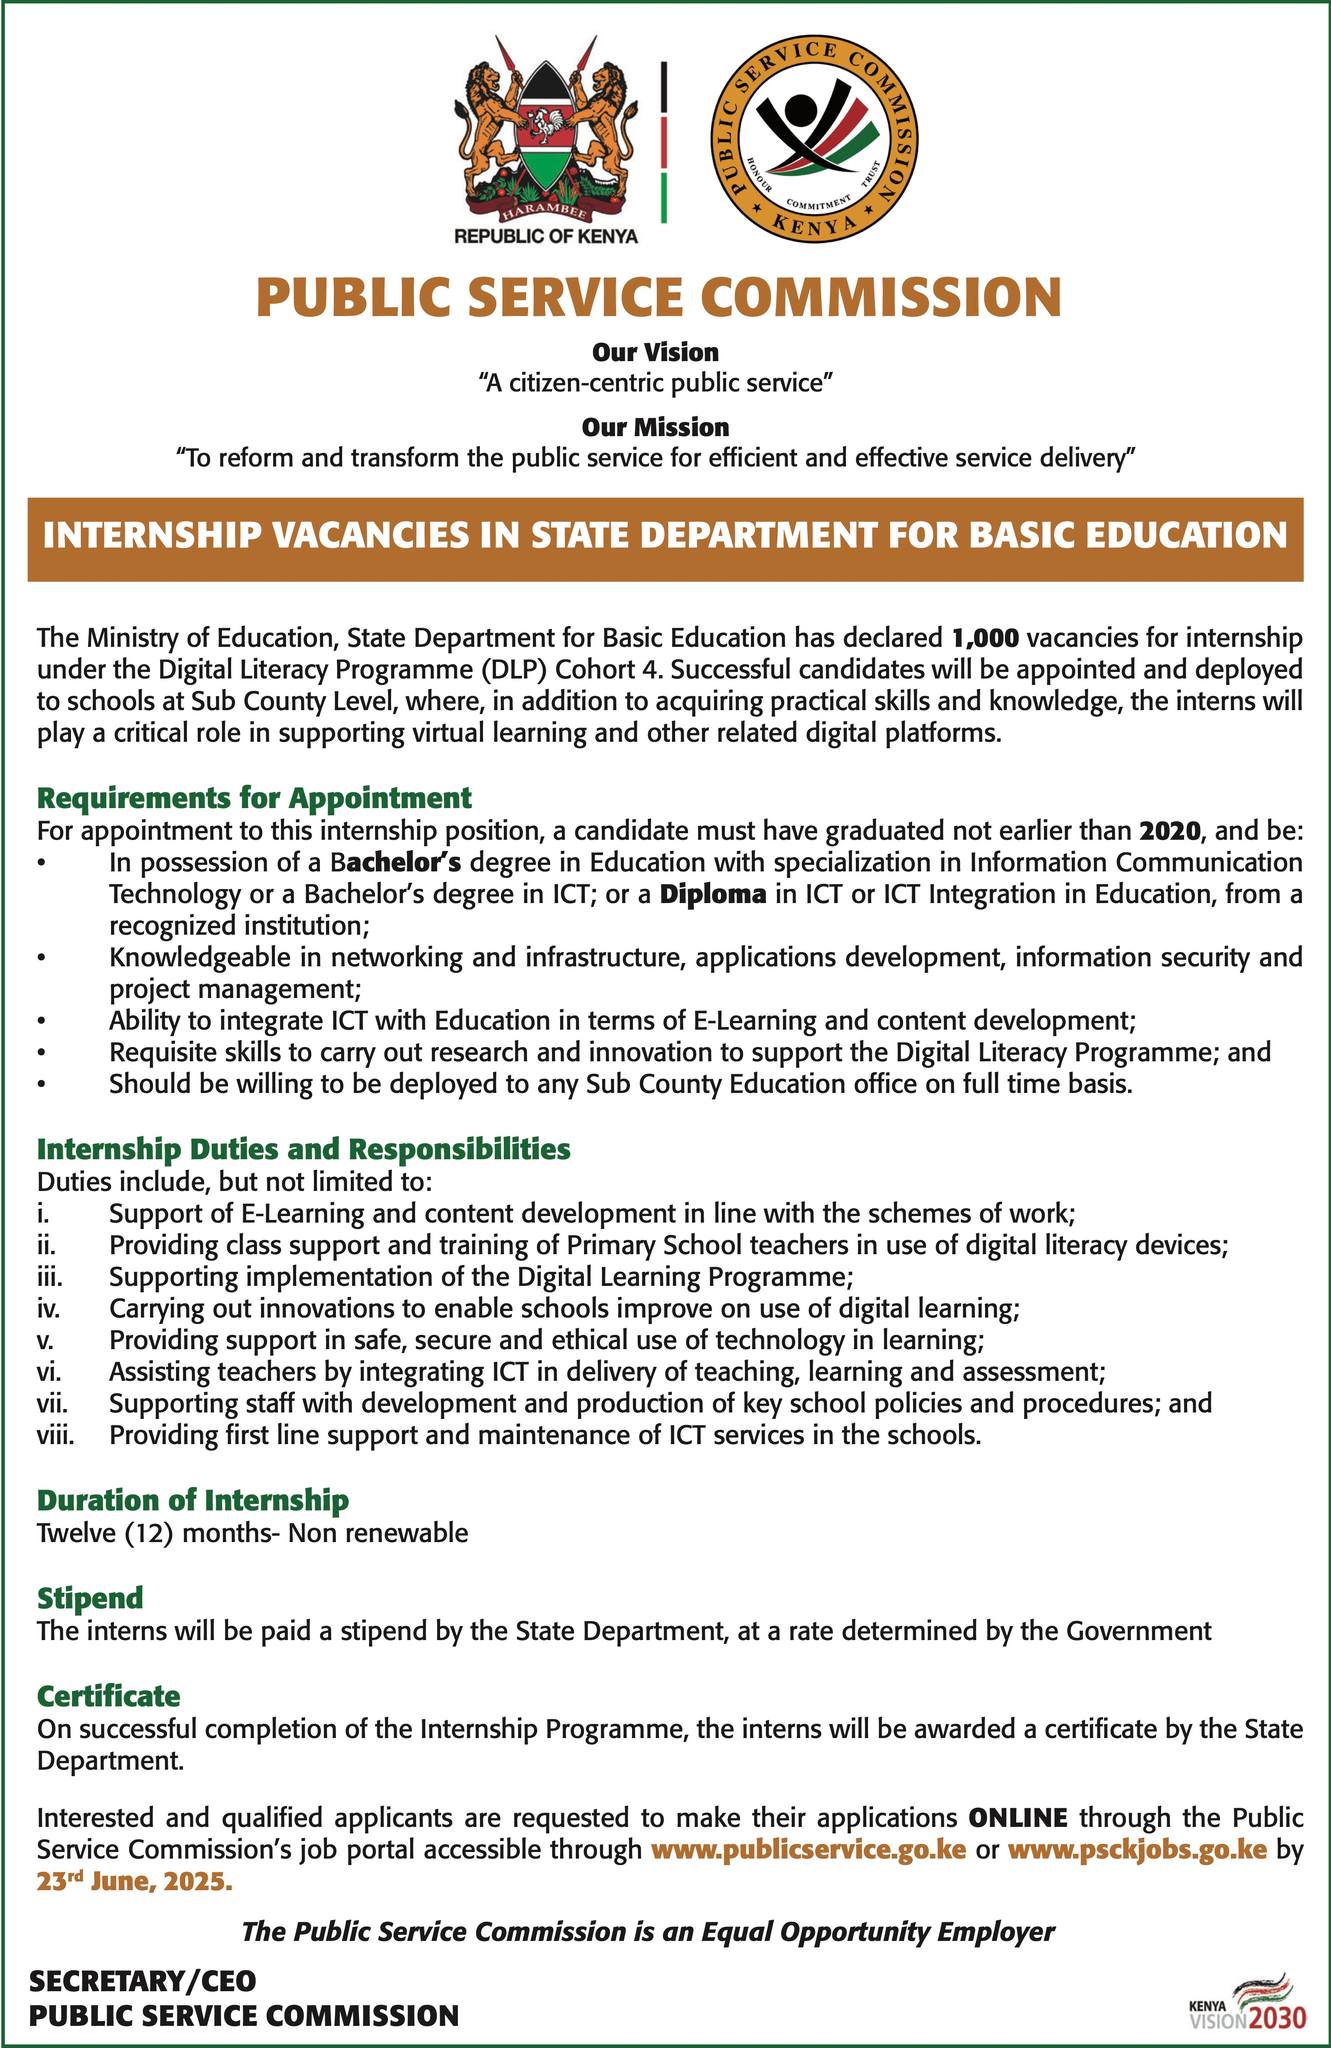 HARAMBEE
REPUBLIC OF KENYA
PUBLIC SERVICE COMMISSION
HONOUR COMMITMENT TRUST
★ KENYA ★
PUBLIC SERVICE COMMISSION
Our Vision
“A citizen-centric public service”
Our Mission
“To reform and transform the public service for efficient and effective service delivery”
INTERNSHIP VACANCIES IN STATE DEPARTMENT FOR BASIC EDUCATION
The Ministry of Education, State Department for Basic Education has declared 1,000 vacancies for internship
under the Digital Literacy Programme (DLP) Cohort 4. Successful candidates will be appointed and deployed
to schools at Sub County Level, where, in addition to acquiring practical skills and knowledge, the interns will
play a critical role in supporting virtual learning and other related digital platforms.
Requirements for Appointment
For appointment to this internship position, a candidate must have graduated not earlier than 2020, and be:
• In possession of a Bachelor’s degree in Education with specialization in Information Communication
Technology or a Bachelor’s degree in ICT; or a Diploma in ICT or ICT Integration in Education, from a
recognized institution;
• Knowledgeable in networking and infrastructure, applications development, information security and
project management;
• Ability to integrate ICT with Education in terms of E-Learning and content development;
• Requisite skills to carry out research and innovation to support the Digital Literacy Programme; and
• Should be willing to be deployed to any Sub County Education office on full time basis.
Internship Duties and Responsibilities
Duties include, but not limited to:
i. Support of E-Learning and content development in line with the schemes of work;
ii. Providing class support and training of Primary School teachers in use of digital literacy devices;
iii. Supporting implementation of the Digital Learning Programme;
iv. Carrying out innovations to enable schools improve on use of digital learning;
v. Providing support in safe, secure and ethical use of technology in learning;
vi. Assisting teachers by integrating ICT in delivery of teaching, learning and assessment;
vii. Supporting staff with development and production of key school policies and procedures; and
viii. Providing first line support and maintenance of ICT services in the schools.
Duration of Internship
Twelve (12) months- Non renewable
Stipend
The interns will be paid a stipend by the State Department, at a rate determined by the Government
Certificate
On successful completion of the Internship Programme, the interns will be awarded a certificate by the State
Department.
Interested and qualified applicants are requested to make their applications ONLINE through the Public
Service Commission’s job portal accessible through www.publicservice.go.ke or www.psckjobs.go.ke by
23rd June, 2025.
The Public Service Commission is an Equal Opportunity Employer
SECRETARY/CEO
PUBLIC SERVICE COMMISSION
KENYA
VISION 2030